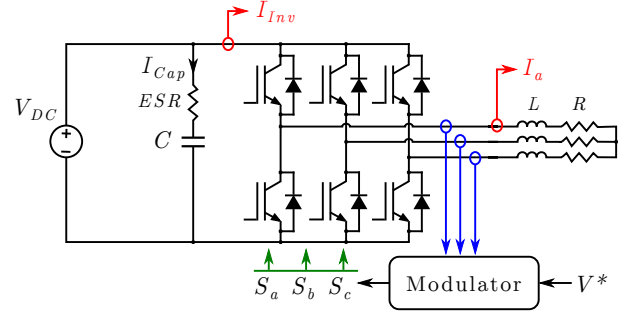 I_Inv
I_Cap
I_a
ESR
L
R
V_DC
C
S_a
S_b
S_c
Modulator
V*